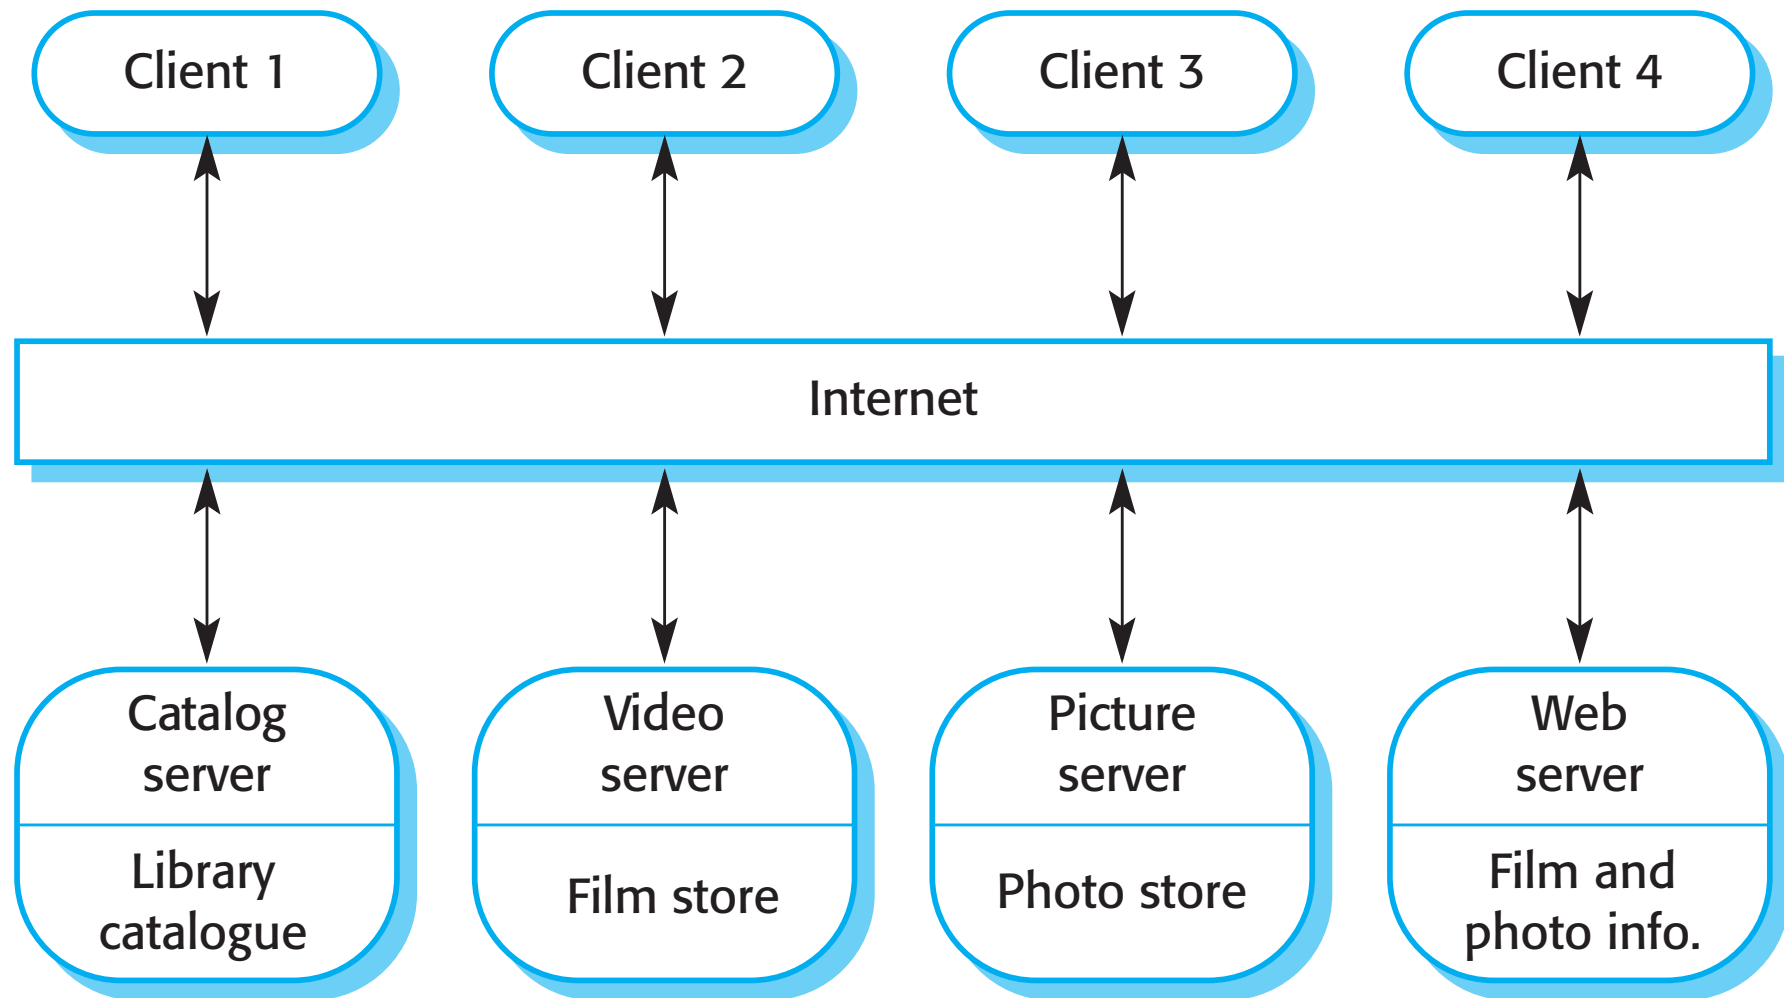 Client 1
Client 2
Client 3
Client 4
Internet
Catalog
server
Library
catalogue
Video
server
Film store
Picture
server
Photo store
Web
server
Film and
photo info.